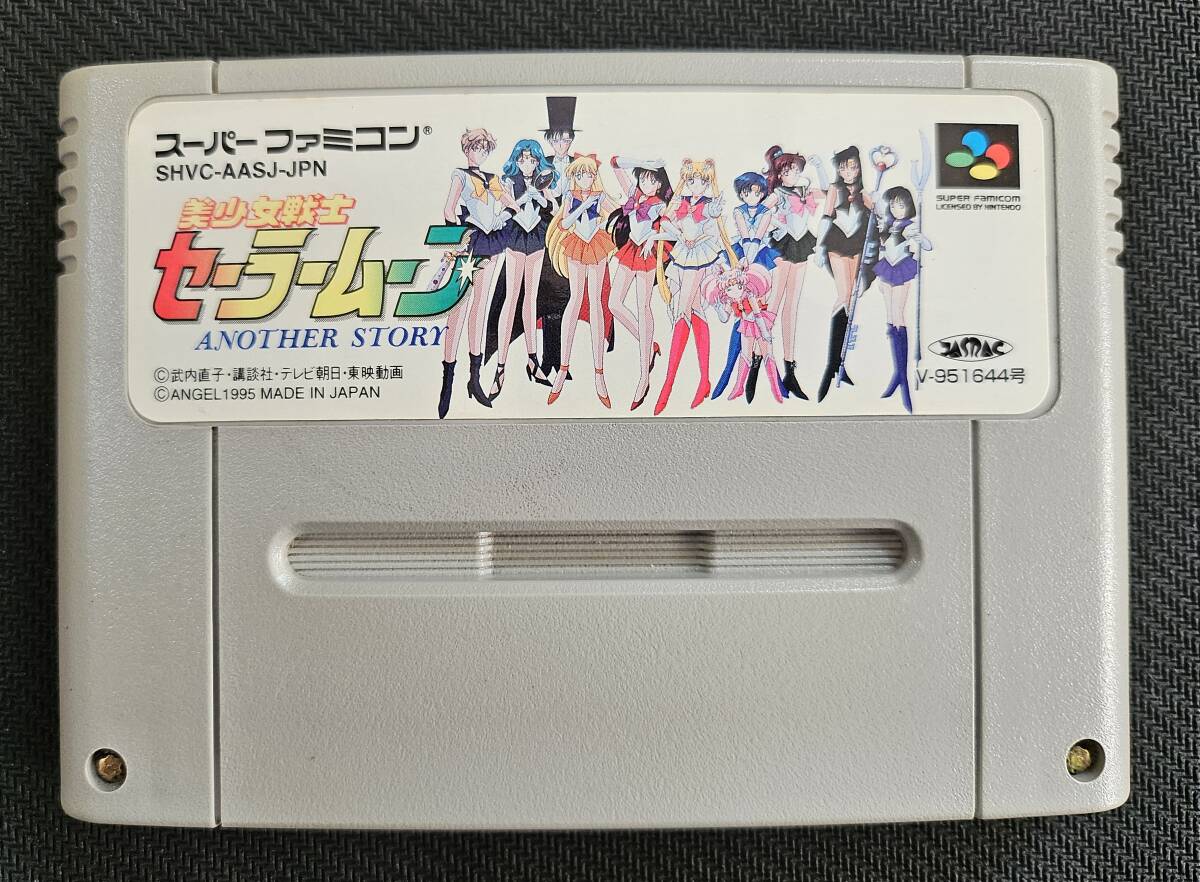 スーパーファミコン®
SHVC-AASJ-JPN
美少女戦士
セーラームーン
ANOTHER STORY
©武内直子・講談社・テレビ朝日・東映動画
©ANGEL1995 MADE IN JAPAN
SUPER FAMICOM
LICENSED BY NINTENDO
JASRAC
V-951644号